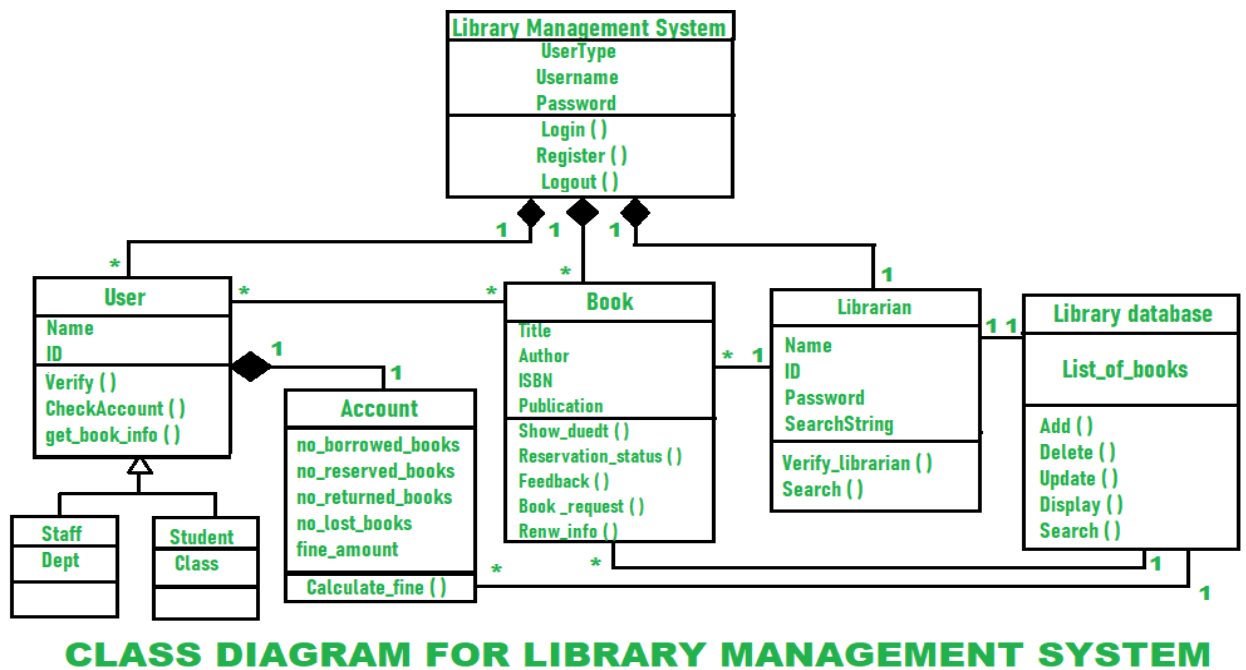 Library Management System
UserType
Username
Password
Login ( )
Register ( )
Logout ( )
1
1
1
*
*
1
User
Name
ID
Verify ( )
CheckAccount ( )
get_book_info ( )
*
*
1
1
Book
Title
Author
ISBN
Publication
Show_duedt ( )
Reservation_status ( )
Feedback ( )
Book _request ( )
Renw_info ( )
*
1
Librarian
Name
ID
Password
SearchString
Verify_librarian ( )
Search ( )
1 1
Library database
List_of_books
Add ( )
Delete ( )
Update ( )
Display ( )
Search ( )
Account
no_borrowed_books
no_reserved_books
no_returned_books
no_lost_books
fine_amount
Calculate_fine ( )
Staff
Dept
Student
Class
*
*
1
1
CLASS DIAGRAM FOR LIBRARY MANAGEMENT SYSTEM